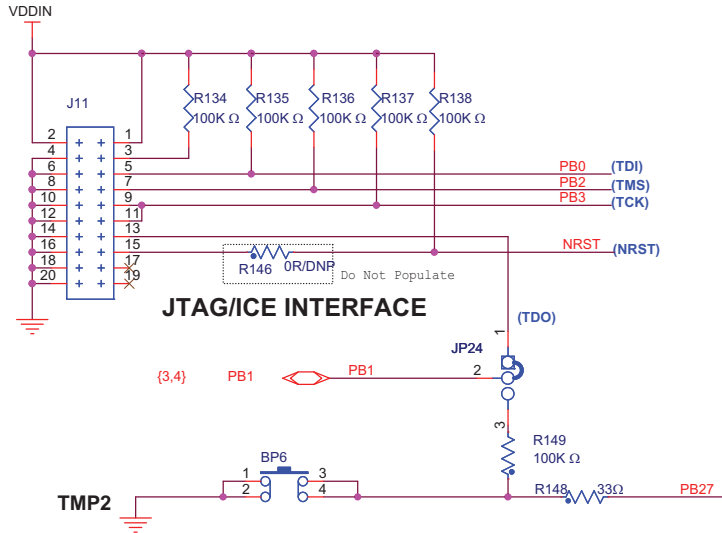 VDDIN
J11
R134 R135 R136 R137 R138
100K Ω 100K Ω 100K Ω 100K Ω 100K Ω
2 1
4 3
6 5 PB0 (TDI)
8 7 PB2 (TMS)
10 9 PB3 (TCK)
12 11
14 13
16 15 NRST (NRST)
18 17
20 19
R146 0R/DNP Do Not Populate
JTAG/ICE INTERFACE
1 (TDO)
JP24
{3,4} PB1 PB1 2
3
R149
100K Ω
BP6
1 3
2 4
TMP2
R148 33Ω PB27